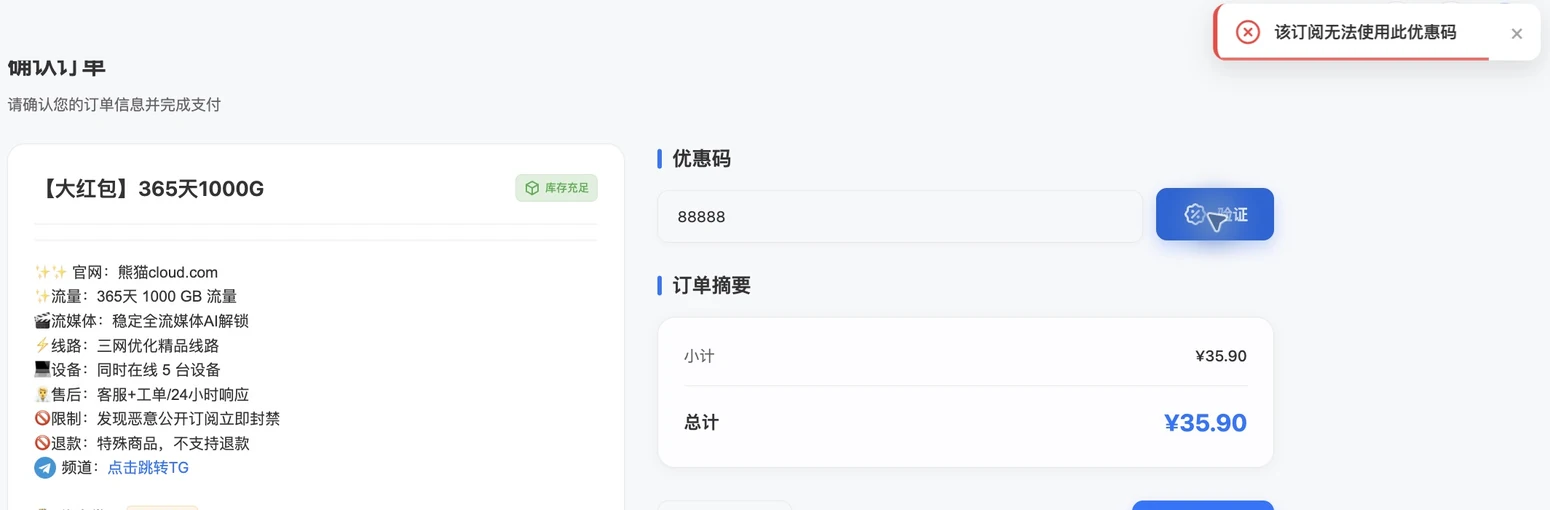 该订阅无法使用此优惠码
确认订单
请确认您的订单信息并完成支付
【大红包】365天1000G
库存充足
✨✨ 官网：熊猫cloud.com
✨流量：365天 1000 GB 流量
🎬流媒体：稳定全流媒体AI解锁
⚡线路：三网优化精品线路
💻设备：同时在线 5 台设备
👨‍💼售后：客服+工单/24小时响应
🚫限制：发现恶意公开订阅立即封禁
🚫退款：特殊商品，不支持退款
频道：点击跳转TG
优惠码
88888
验证
订单摘要
小计
¥35.90
总计
¥35.90